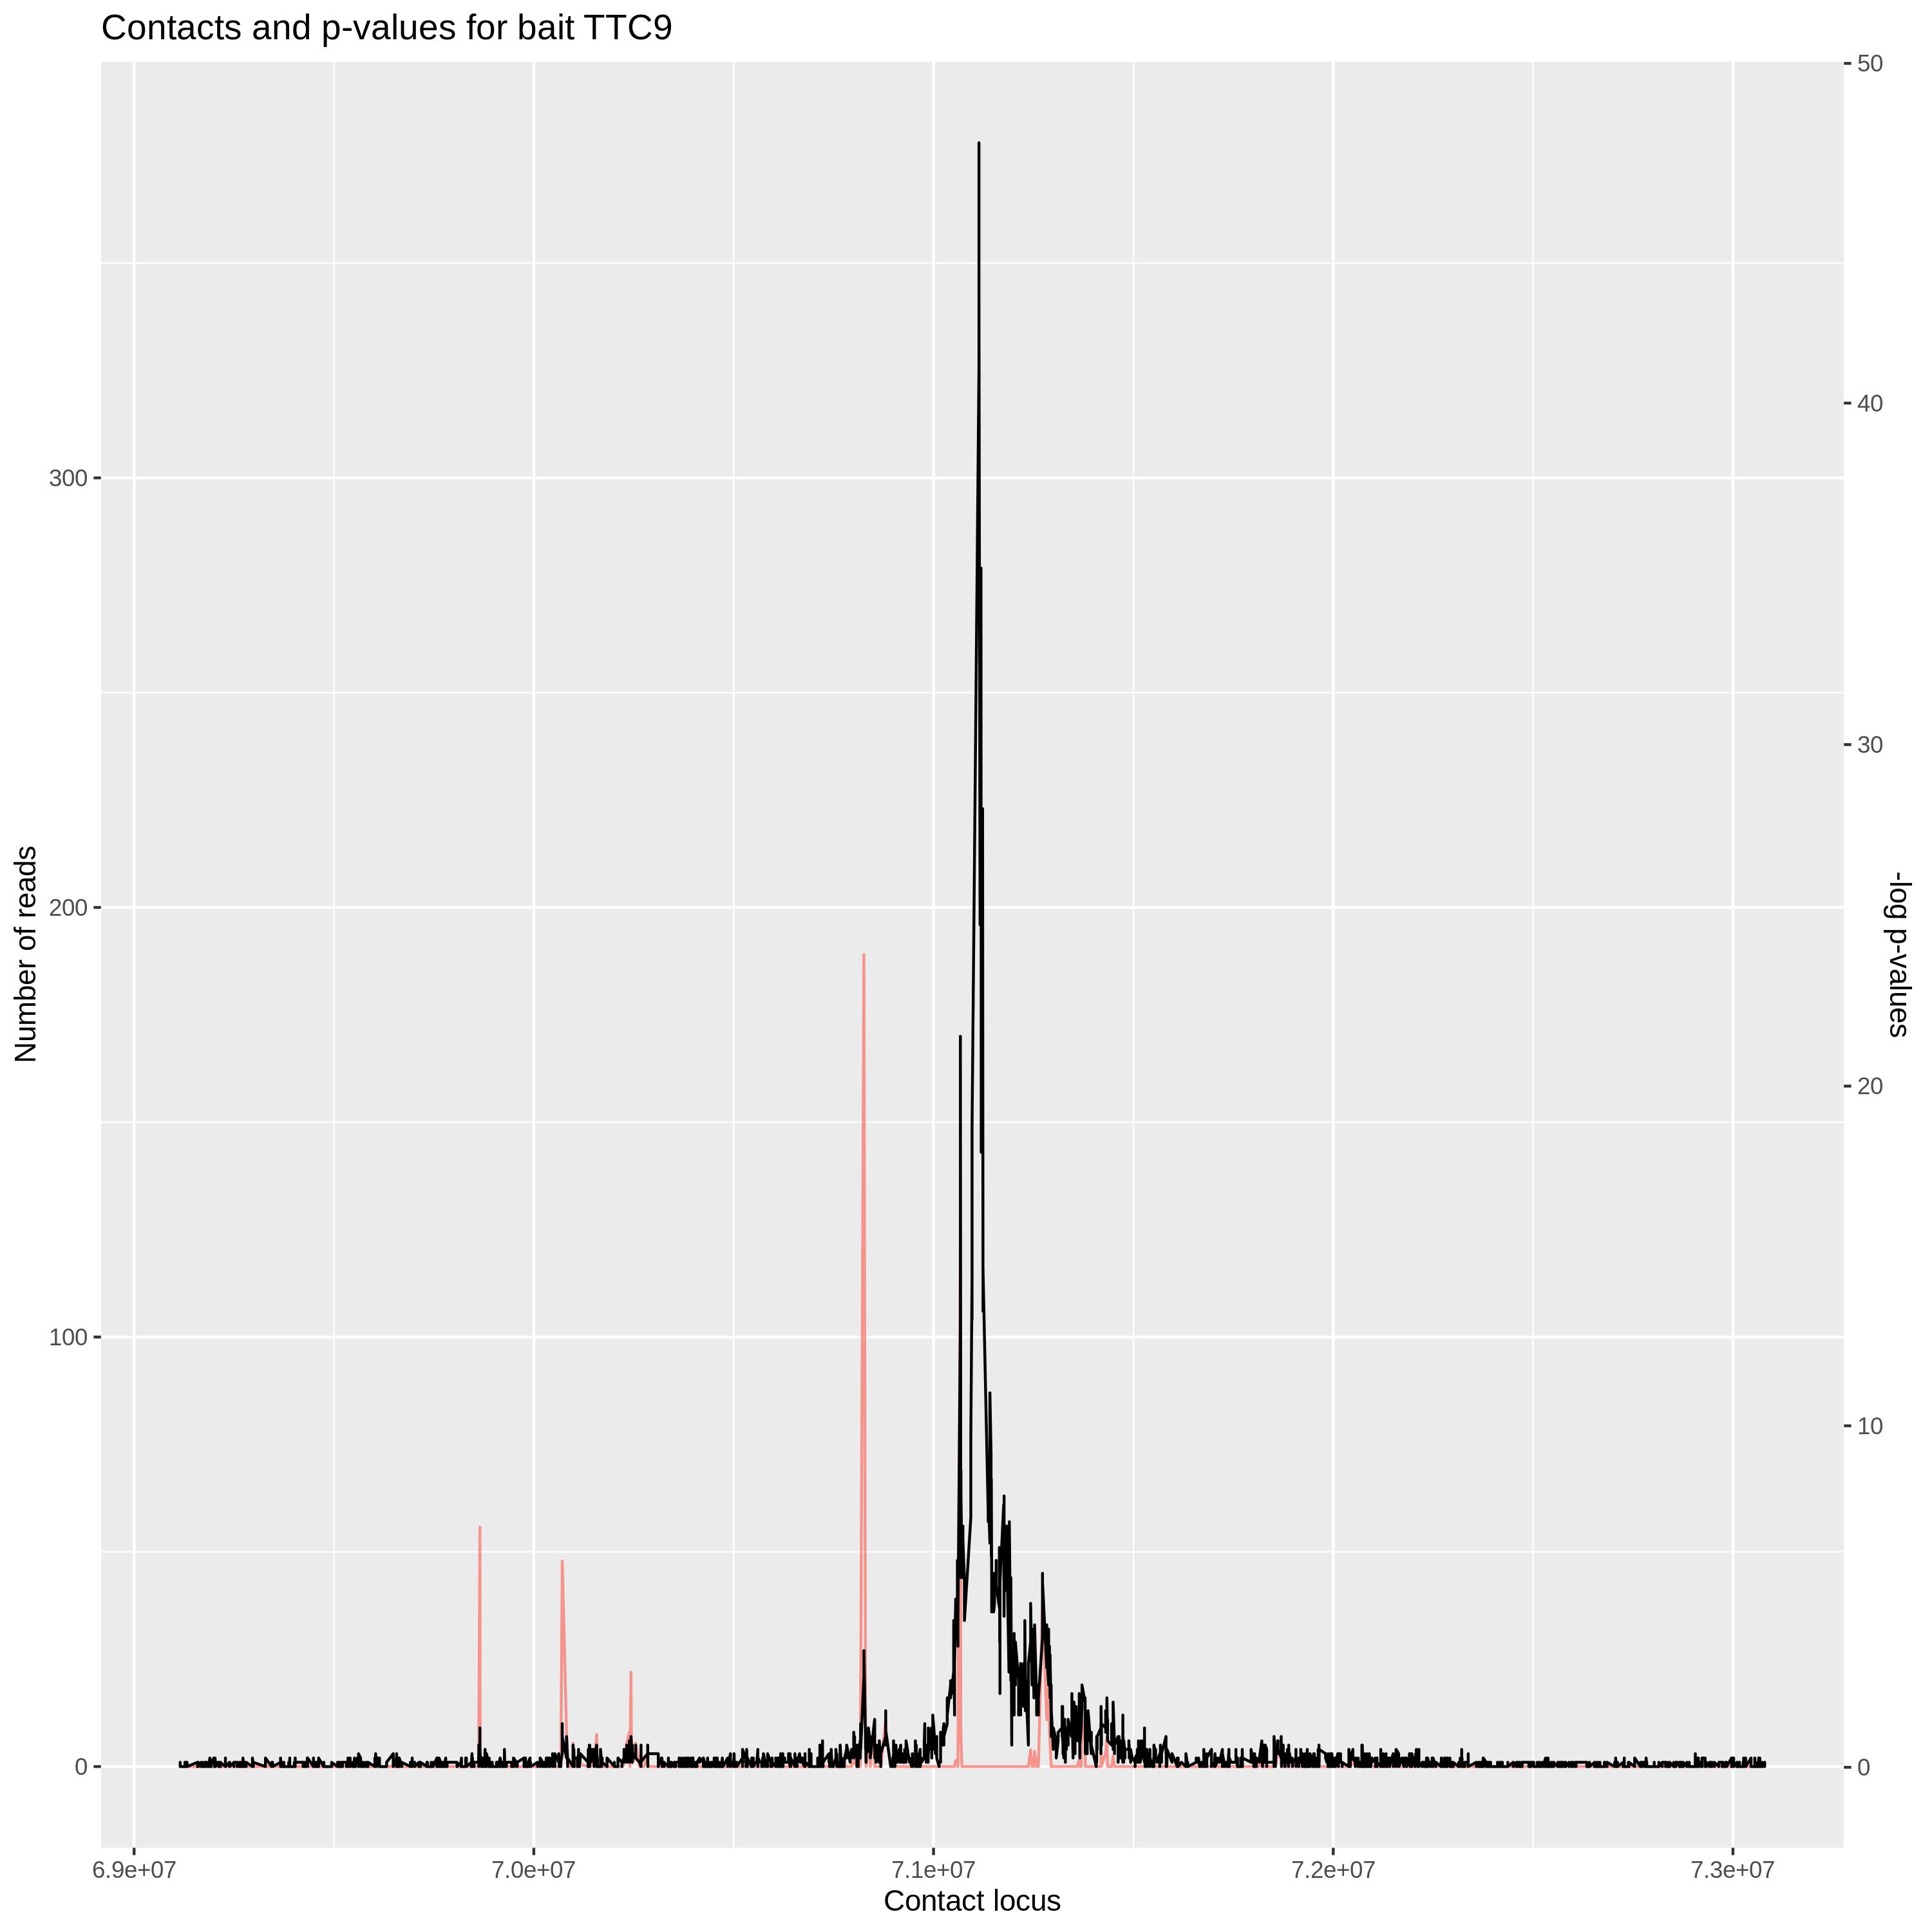 Contacts and p-values for bait TTC9
Number of reads
300
200
100
0
50
40
30
20
10
0
-log p-values
6.9e+07 7.0e+07 7.1e+07 7.2e+07 7.3e+07
Contact locus